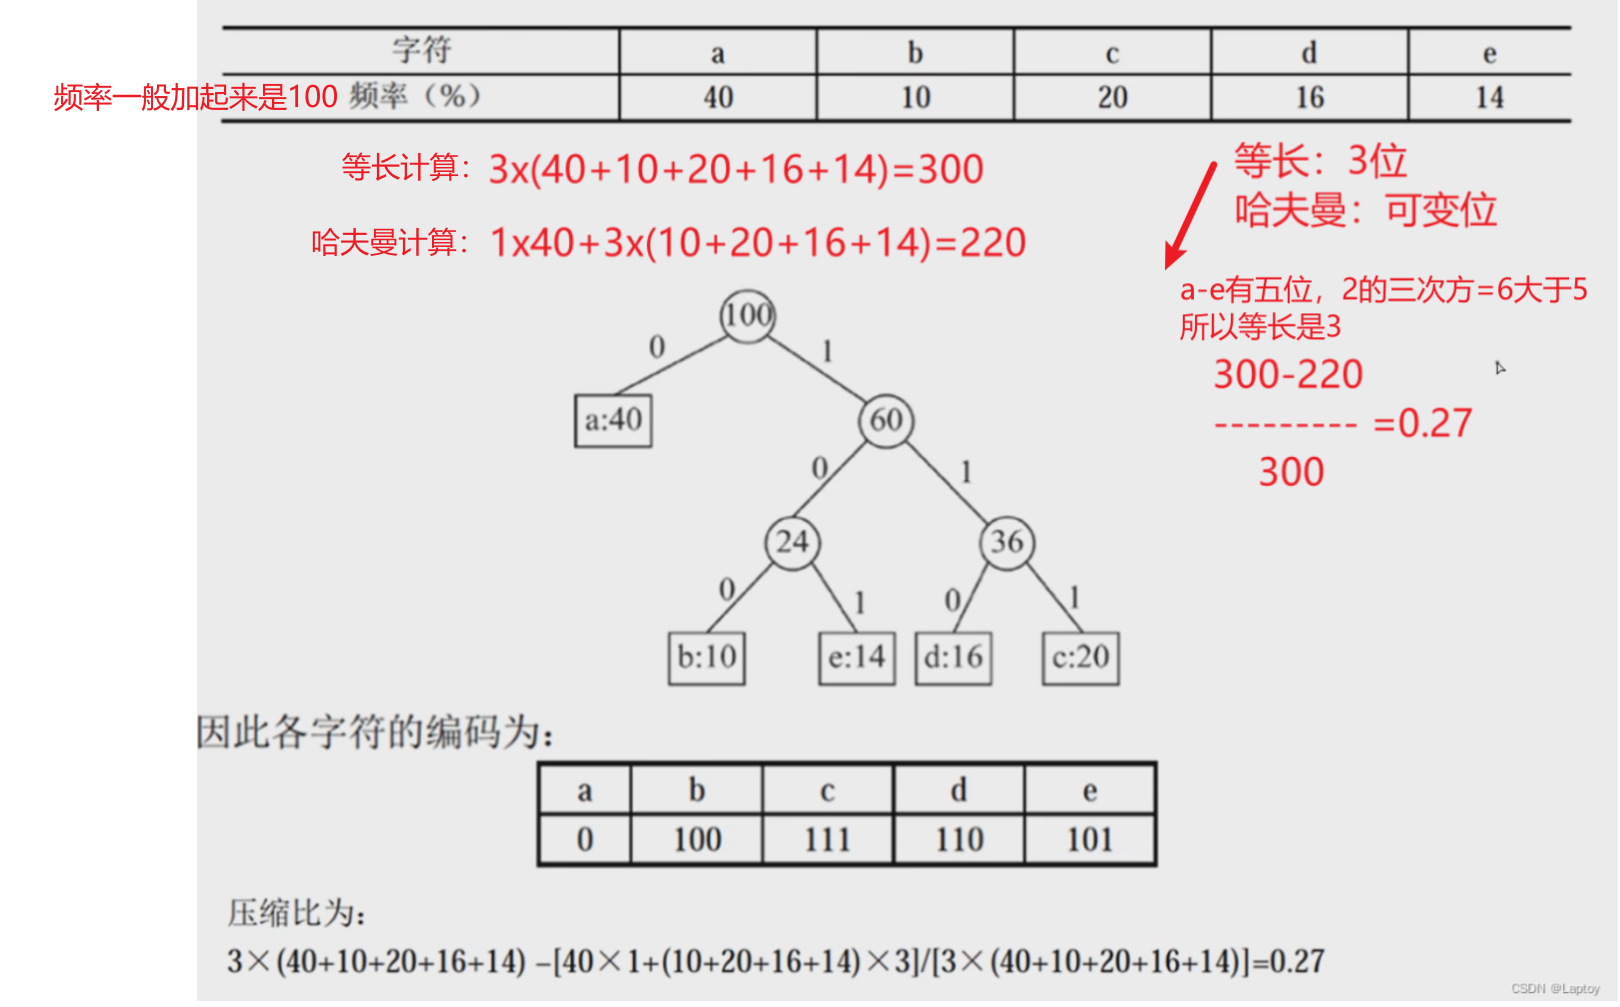 字符 a b c d e
频率一般加起来是100 频率（%） 40 10 20 16 14
等长计算：3x(40+10+20+16+14)=300
等长：3位
哈夫曼：可变位
哈夫曼计算：1x40+3x(10+20+16+14)=220
a-e有五位，2的三次方=6大于5
所以等长是3
300-220
--------- =0.27
300
100
0 1
a:40 60
0 1
24 36
0 1 0 1
b:10 e:14 d:16 c:20
因此各字符的编码为：
a b c d e
0 100 111 110 101
压缩比为：
3×(40+10+20+16+14) –[40×1+(10+20+16+14)×3]/[3×(40+10+20+16+14)]=0.27
CSDN @Laptoy